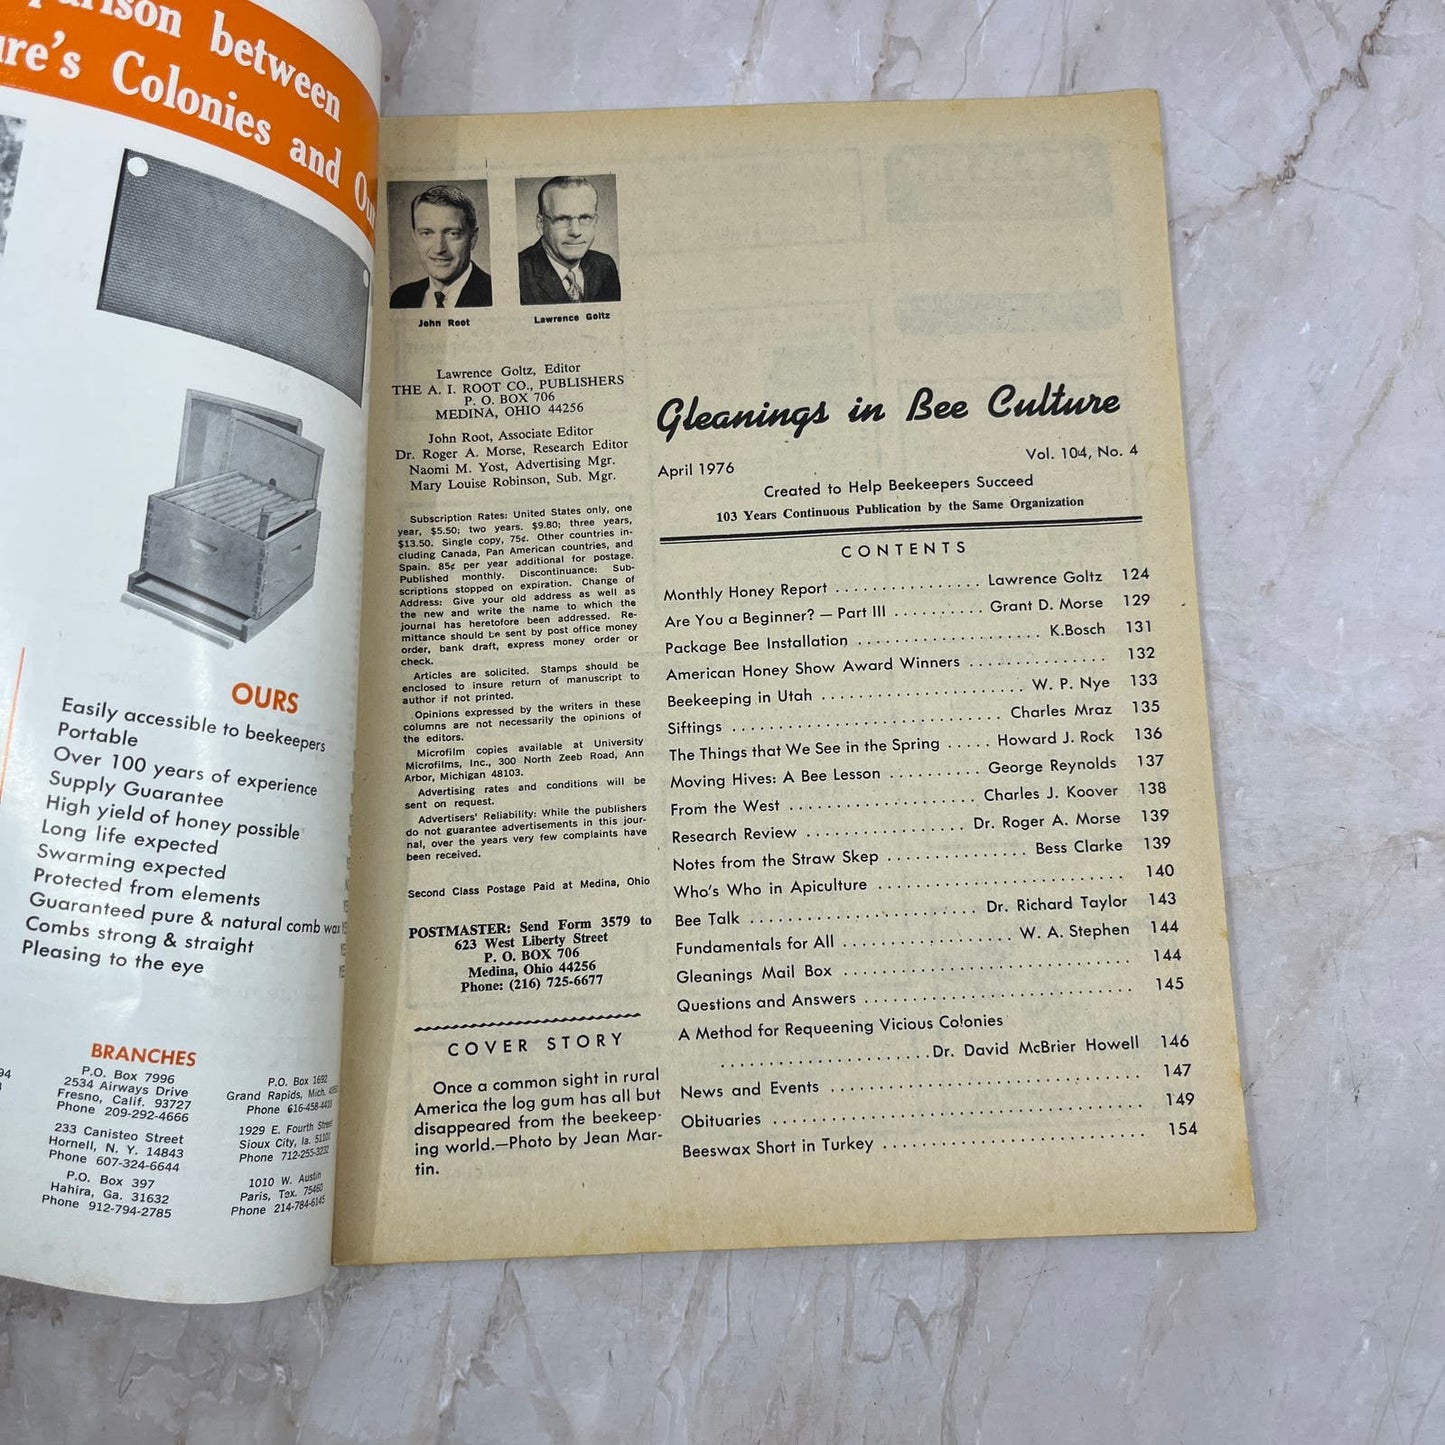 parison between
ure's Colonies and Our
OURS
Easily accessible to beekeepers
Portable
Over 100 years of experience
Supply Guarantee
High yield of honey possible
Long life expected
Swarming expected
Protected from elements
Guaranteed pure & natural comb wax
Combs strong & straight
Pleasing to the eye
BRANCHES
P.O. Box 7996
2534 Airways Drive
Fresno, Calif. 93727
Phone 209-292-4666
233 Canisteo Street
Hornell, N. Y. 14843
Phone 607-324-6644
P.O. Box 397
Hahira, Ga. 31632
Phone 912-794-2785
P.O. Box 1692
Grand Rapids, Mich.
Phone 616-458-4410
1929 E. Fourth Street
Sioux City, Ia. 51101
Phone 712-255-3232
1010 W. Austin
Paris, Tex. 75460
Phone 214-784-6145
John Root
Lawrence Goltz
Lawrence Goltz, Editor
THE A. I. ROOT CO., PUBLISHERS
P. O. BOX 706
MEDINA, OHIO 44256
John Root, Associate Editor
Dr. Roger A. Morse, Research Editor
Naomi M. Yost, Advertising Mgr.
Mary Louise Robinson, Sub. Mgr.
Subscription Rates: United States only, one
year, $5.50; two years. $9.80; three years,
$13.50. Single copy, 75¢. Other countries in-
cluding Canada, Pan American countries, and
Spain. 85¢ per year additional for postage.
Published monthly. Discontinuance: Sub-
scriptions stopped on expiration. Change of
Address: Give your old address as well as
the new and write the name to which the
journal has heretofore been addressed. Re-
mittance should be sent by post office money
order, bank draft, express money order or
check.
Articles are solicited. Stamps should be
enclosed to insure return of manuscript to
author if not printed.
Opinions expressed by the writers in these
columns are not necessarily the opinions of
the editors.
Microfilm copies available at University
Microfilms, Inc., 300 North Zeeb Road, Ann
Arbor, Michigan 48103.
Advertising rates and conditions will be
sent on request.
Advertisers' Reliability: While the publishers
do not guarantee advertisements in this jour-
nal, over the years very few complaints have
been received.
Second Class Postage Paid at Medina, Ohio
POSTMASTER: Send Form 3579 to
623 West Liberty Street
P. O. BOX 706
Medina, Ohio 44256
Phone: (216) 725-6677
COVER STORY
Once a common sight in rural
America the log gum has all but
disappeared from the beekeep-
ing world.—Photo by Jean Mar-
tin.
Gleanings in Bee Culture
April 1976 Vol. 104, No. 4
Created to Help Beekeepers Succeed
103 Years Continuous Publication by the Same Organization
CONTENTS
Monthly Honey Report ............. Lawrence Goltz 124
Are You a Beginner? — Part III .......... Grant D. Morse 129
Package Bee Installation .................... K.Bosch 131
American Honey Show Award Winners ............... 132
Beekeeping in Utah ....................... W. P. Nye 133
Siftings .............................. Charles Mraz 135
The Things that We See in the Spring ..... Howard J. Rock 136
Moving Hives: A Bee Lesson .......... George Reynolds 137
From the West ..................... Charles J. Koover 138
Research Review ................. Dr. Roger A. Morse 139
Notes from the Straw Skep ................ Bess Clarke 139
Who's Who in Apiculture ........................... 140
Bee Talk ......................... Dr. Richard Taylor 143
Fundamentals for All ................... W. A. Stephen 144
Gleanings Mail Box ................................ 144
Questions and Answers ............................. 145
A Method for Requeening Vicious Colonies
.....................Dr. David McBrier Howell 146
News and Events .................................. 147
Obituaries ........................................ 149
Beeswax Short in Turkey ............................ 154